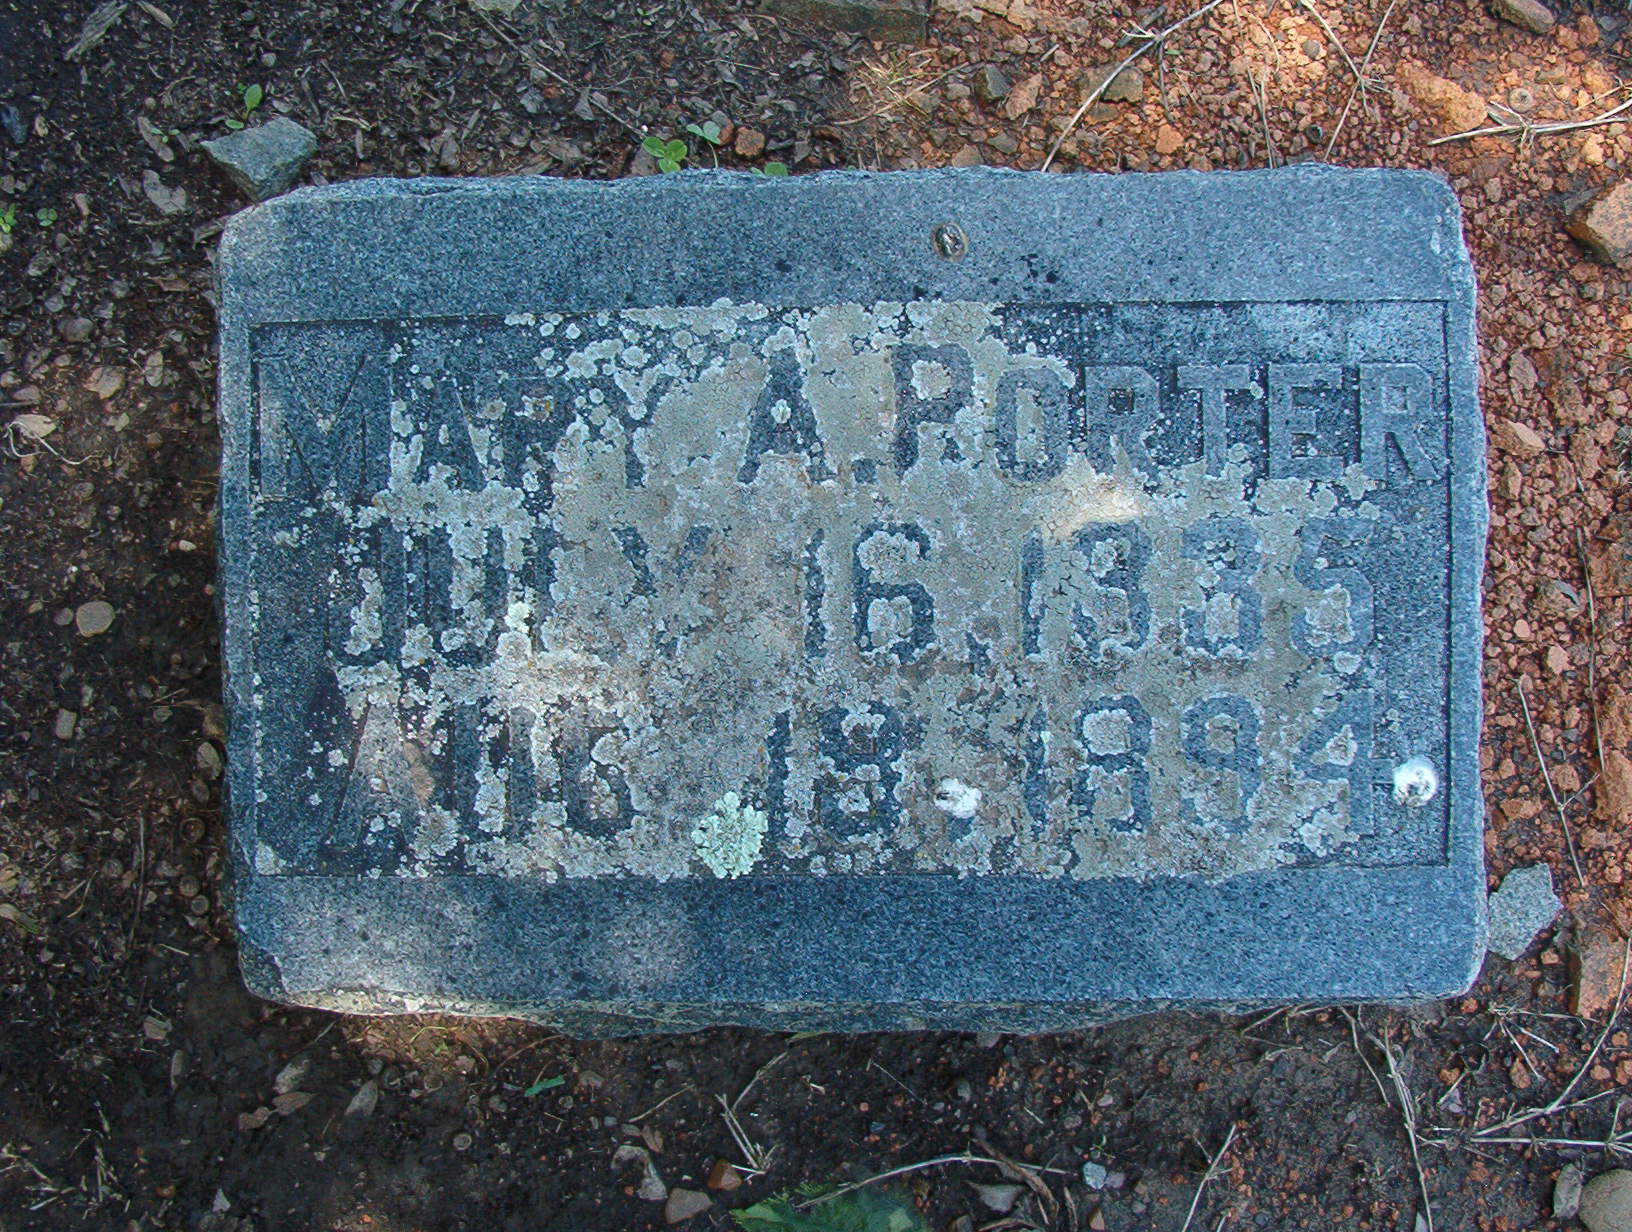 MARY A. PORTER
JULY 16, 1835
AUG. 18, 1894